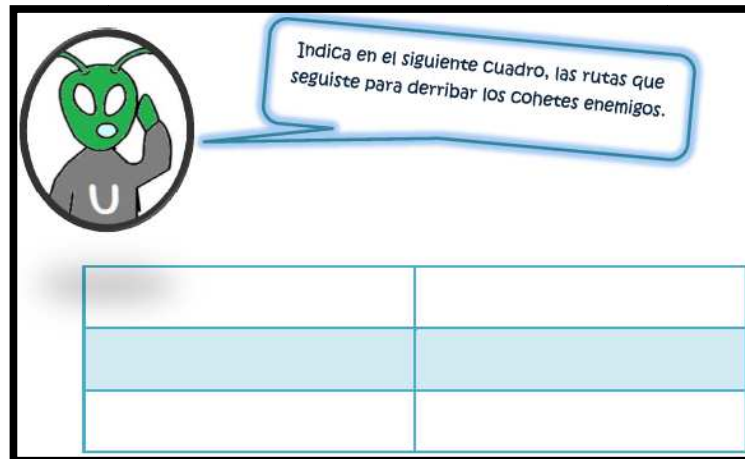 Indica en el siguiente cuadro, las rutas que
seguiste para derribar los cohetes enemigos.
U